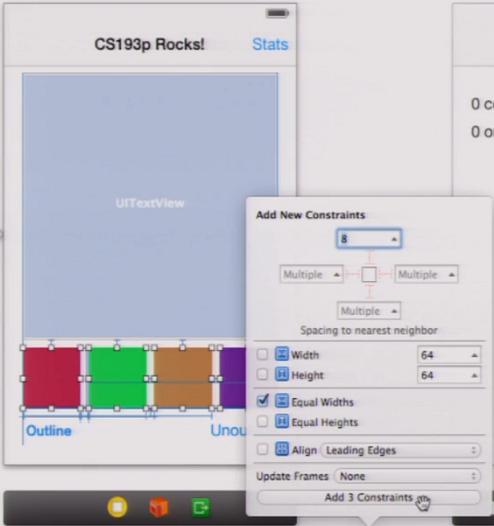 CS193p Rocks!
Stats
0 c
0 o
UITextView
Add New Constraints
8
Multiple
Multiple
Multiple
Spacing to nearest neighbor
Width 64
Height 64
Equal Widths
Equal Heights
Align Leading Edges
Outline
Unou
Update Frames None
Add 3 Constraints